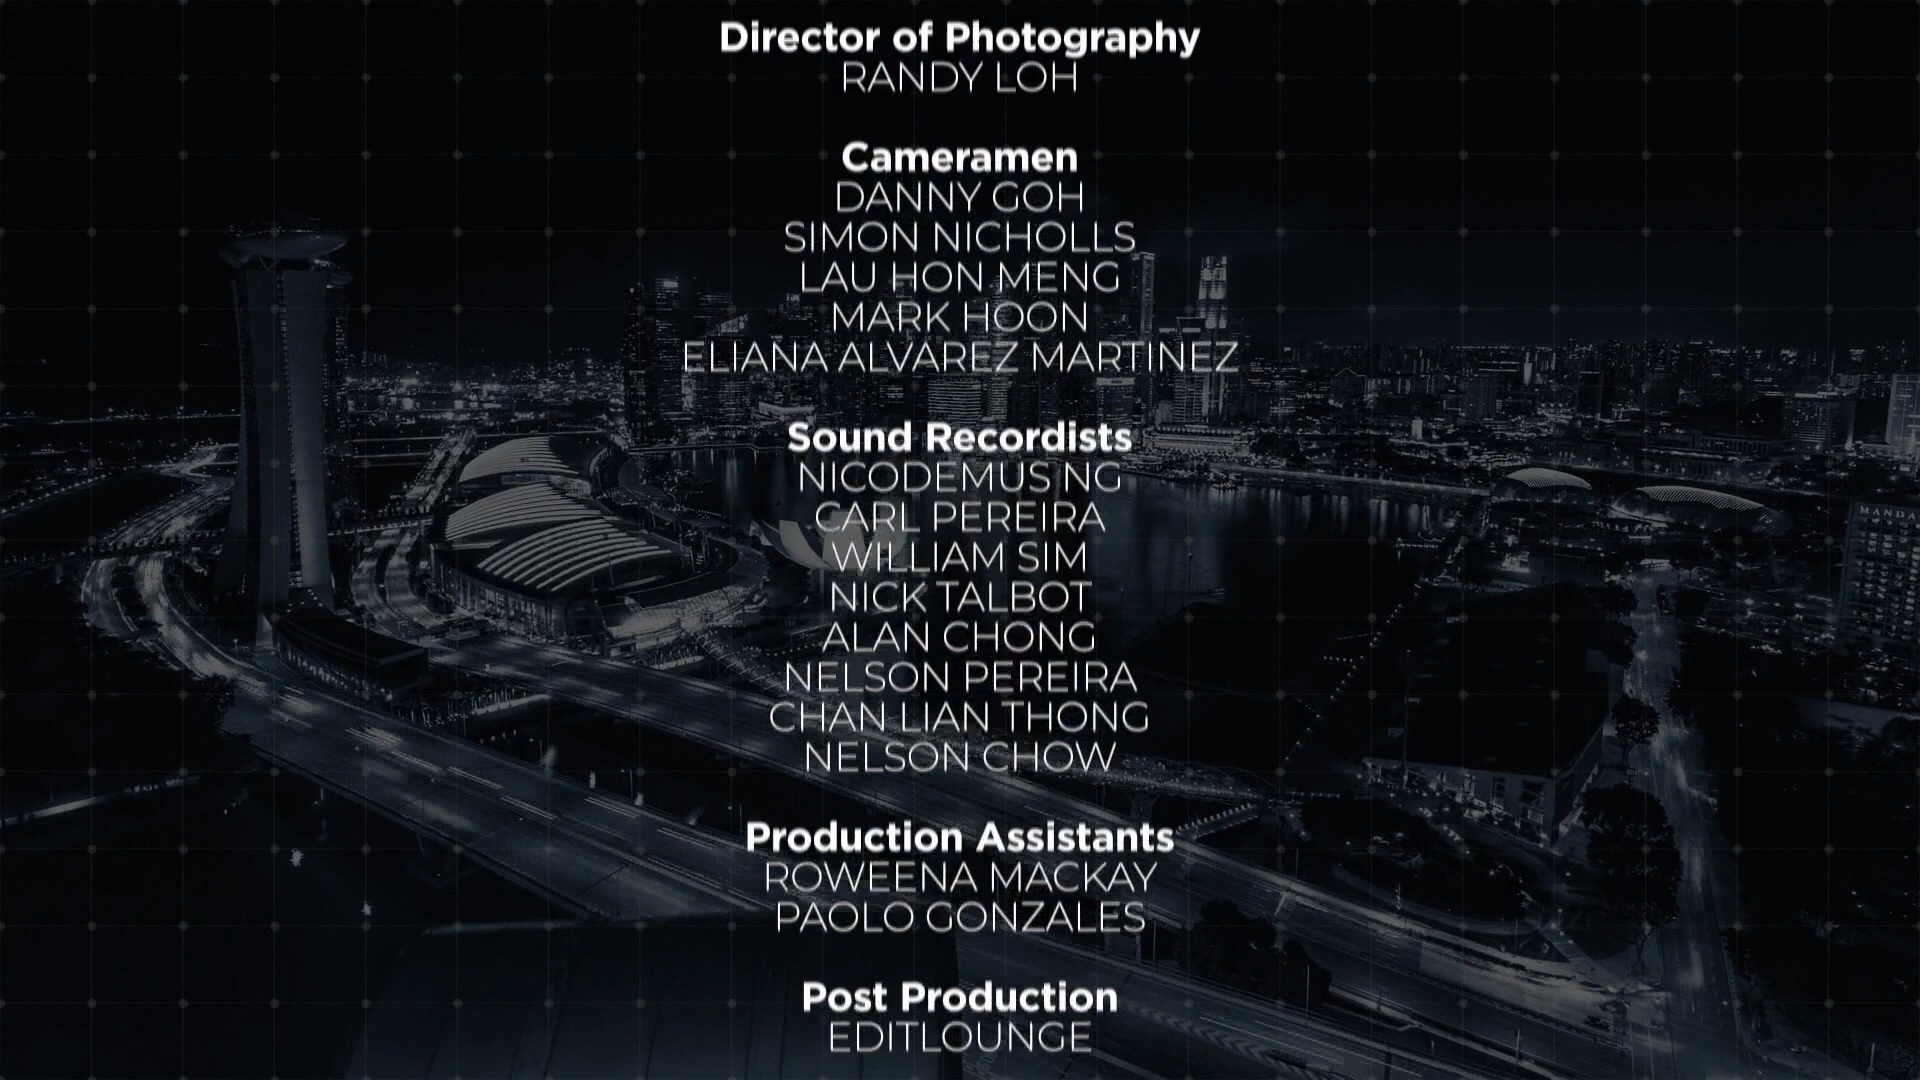 Director of Photography
RANDY LOH
Cameramen
DANNY GOH
SIMON NICHOLLS
LAU HON MENG
MARK HOON
ELIANA ALVAREZ MARTINEZ
Sound Recordists
NICODEMUS NG
CARL PEREIRA
WILLIAM SIM
NICK TALBOT
ALAN CHONG
NELSON PEREIRA
CHAN LIAN THONG
NELSON CHOW
Production Assistants
ROWEENA MACKAY
PAOLO GONZALES
Post Production
EDITLOUNGE
MANDA